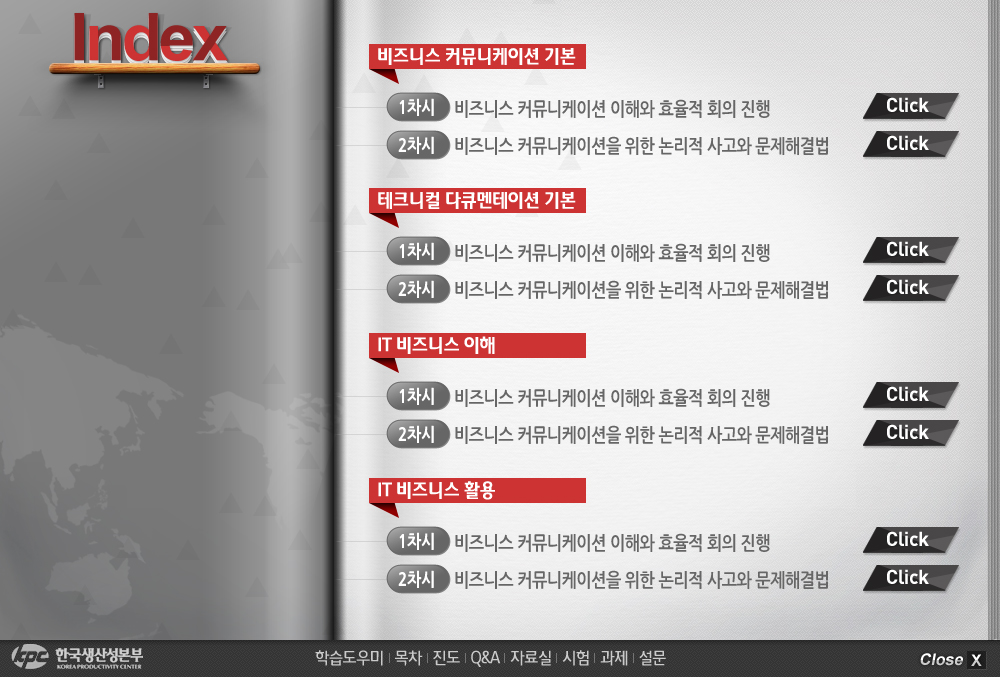 Index
비즈니스 커뮤니케이션 기본
1차시 비즈니스 커뮤니케이션 이해와 효율적 회의 진행 Click
2차시 비즈니스 커뮤니케이션을 위한 논리적 사고와 문제해결법 Click
테크니컬 다큐멘테이션 기본
1차시 비즈니스 커뮤니케이션 이해와 효율적 회의 진행 Click
2차시 비즈니스 커뮤니케이션을 위한 논리적 사고와 문제해결법 Click
IT 비즈니스 이해
1차시 비즈니스 커뮤니케이션 이해와 효율적 회의 진행 Click
2차시 비즈니스 커뮤니케이션을 위한 논리적 사고와 문제해결법 Click
IT 비즈니스 활용
1차시 비즈니스 커뮤니케이션 이해와 효율적 회의 진행 Click
2차시 비즈니스 커뮤니케이션을 위한 논리적 사고와 문제해결법 Click
kpc 한국생산성본부
KOREA PRODUCTIVITY CENTER
학습도우미 | 목차 | 진도 | Q&A | 자료실 | 시험 | 과제 | 설문
Close X